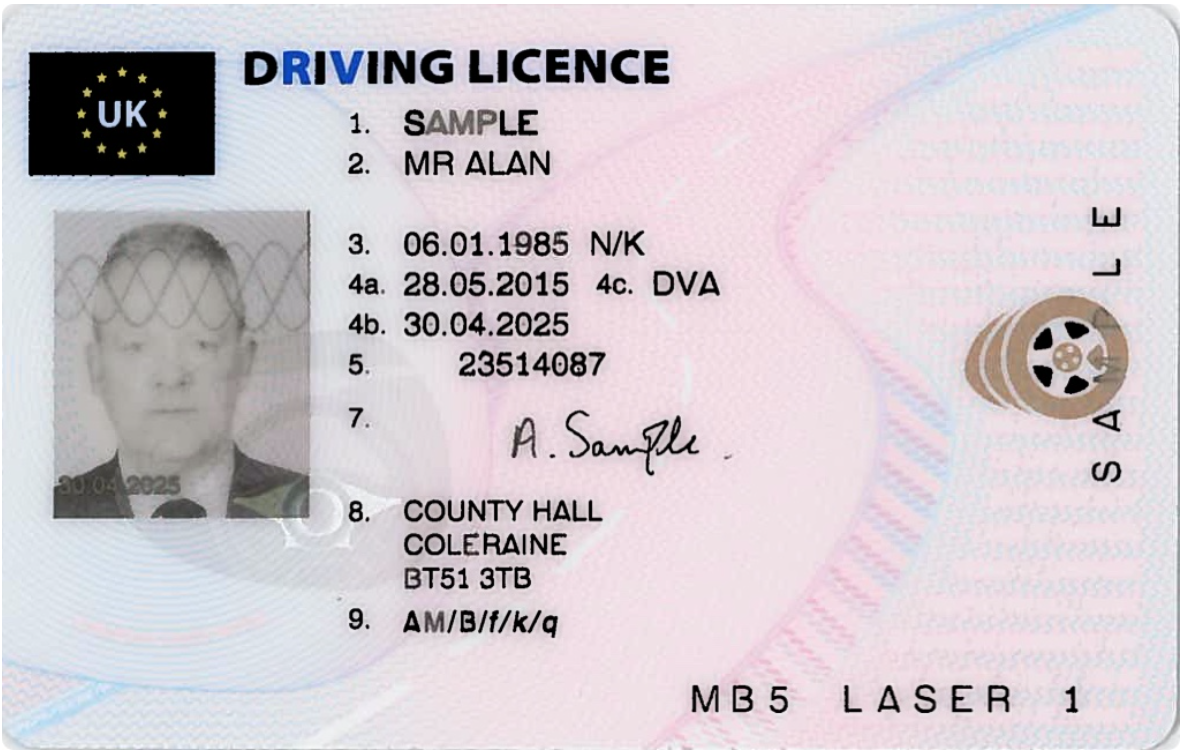 UK
DRIVING LICENCE
1. SAMPLE
2. MR ALAN
3. 06.01.1985 N/K
4a. 28.05.2015 4c. DVA
4b. 30.04.2025
5. 23514087
7. A. Sample.
8. COUNTY HALL
COLERAINE
BT51 3TB
9. AM/B/f/k/q
30.04.2025
SAMPLE
MB5 LASER 1